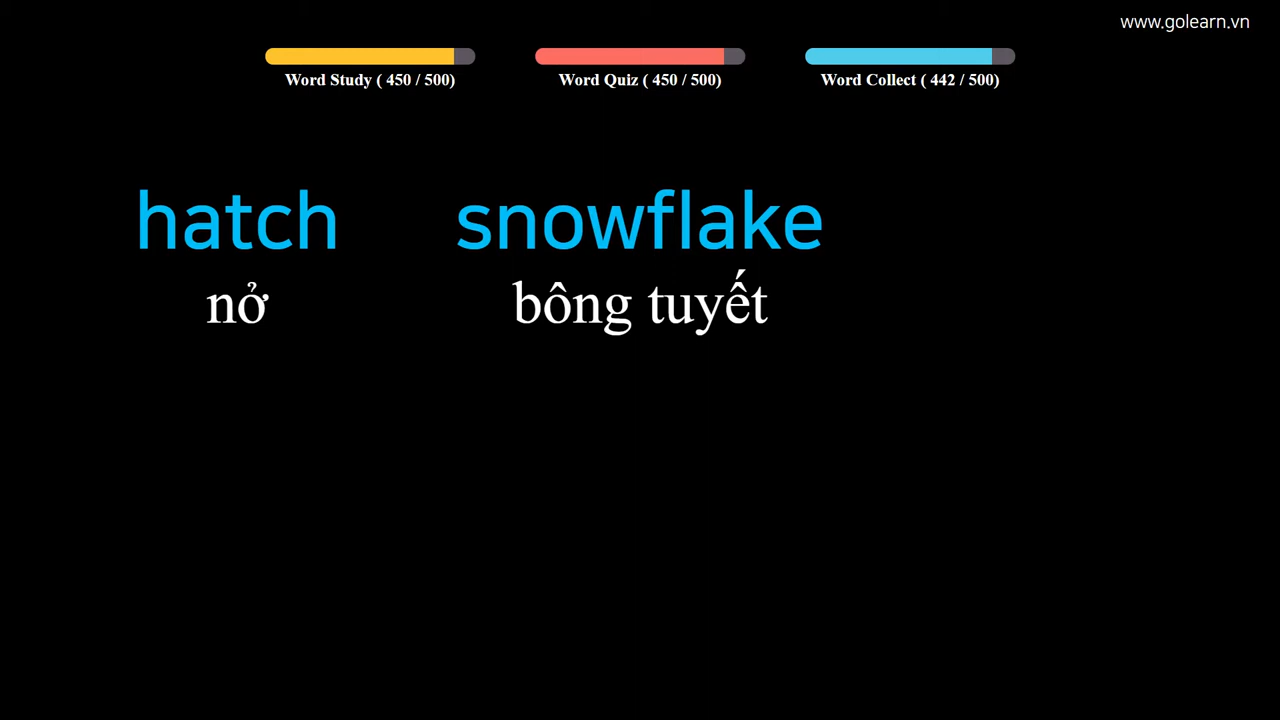 www.golearn.vn
Word Study ( 450 / 500)
Word Quiz ( 450 / 500)
Word Collect ( 442 / 500)
hatch
nở
snowflake
bông tuyết